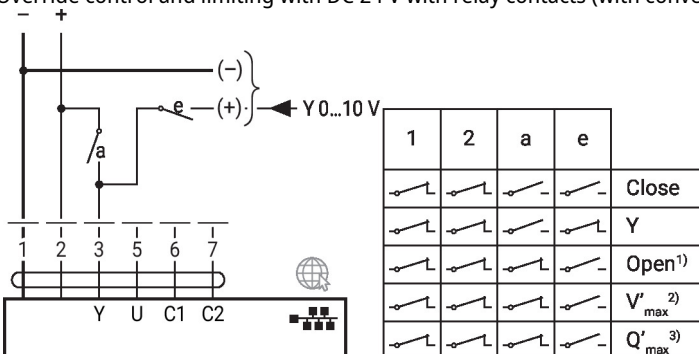 override control and limiting with DC 24 V with relay contacts (with conve
– +
(–)
e (+) Y 0...10 V
a
1 2 a e
Close
Y
Open1)
V'max2)
Q'max3)
1 2 3 5 6 7
Y U C1 C2